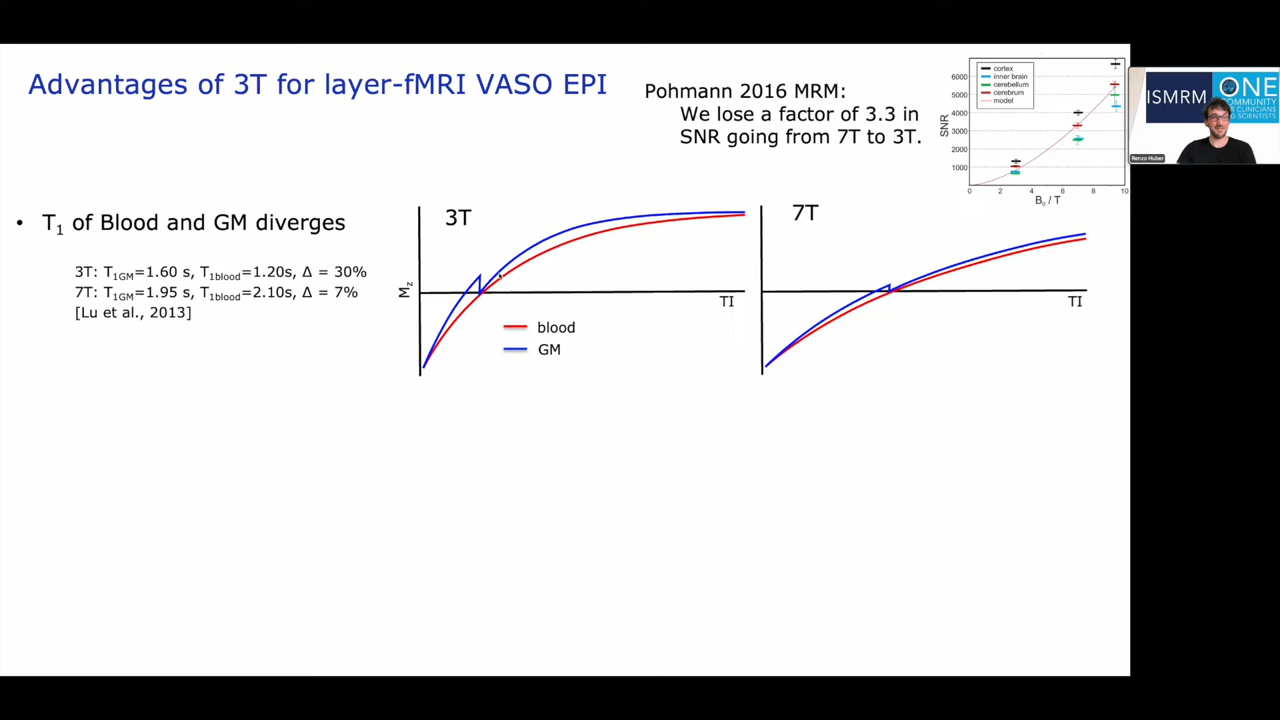 Advantages of 3T for layer-fMRI VASO EPI
Pohmann 2016 MRM:
We lose a factor of 3.3 in
SNR going from 7T to 3T.
cortex
inner brain
cerebellum
cerebrum
model
SNR
6000
5000
4000
3000
2000
1000
0 2 4 6 8 10
B₀ / T
ISMRM
ONE
COMMUNITY
Renzo Huber
• T₁ of Blood and GM diverges
3T: T₁GM=1.60 s, T₁blood=1.20s, Δ = 30%
7T: T₁GM=1.95 s, T₁blood=2.10s, Δ = 7%
[Lu et al., 2013]
3T
Mz
TI
blood
GM
7T
TI